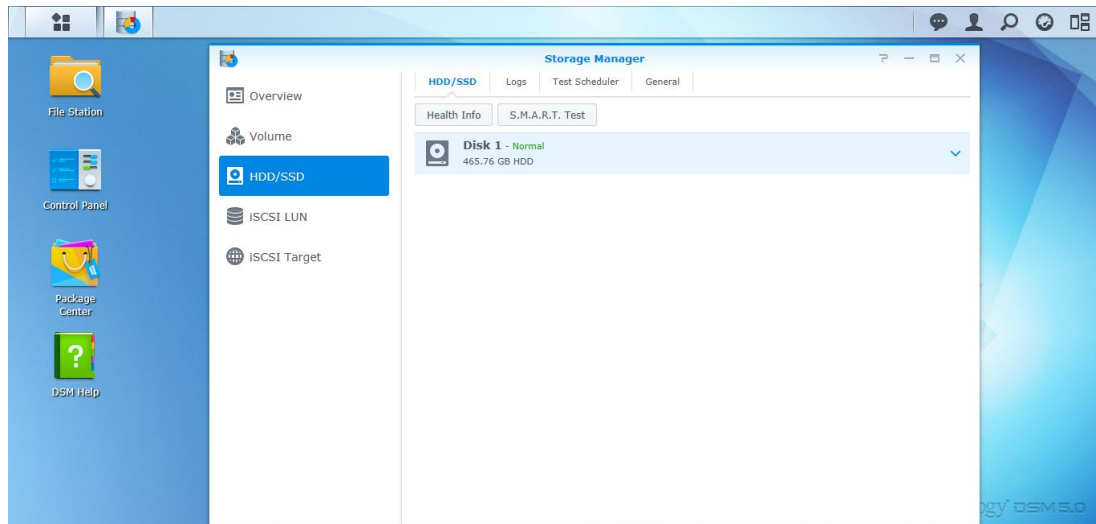 Storage Manager
File Station
Control Panel
Package
Center
DSM Help
Overview
Volume
HDD/SSD
iSCSI LUN
iSCSI Target
HDD/SSD Logs Test Scheduler General
Health Info S.M.A.R.T. Test
Disk 1 - Normal
465.76 GB HDD
ogy DSM 5.0